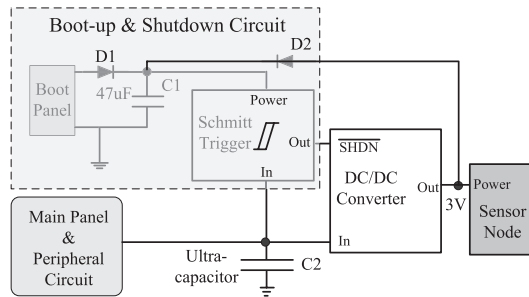 Boot-up & Shutdown Circuit
D1
D2
Boot
Panel
47uF
C1
Power
Schmitt
Trigger
Out
In
SHDN
DC/DC
Converter
Out
In
3V
Power
Sensor
Node
Main Panel
&
Peripheral
Circuit
Ultra-
capacitor
C2